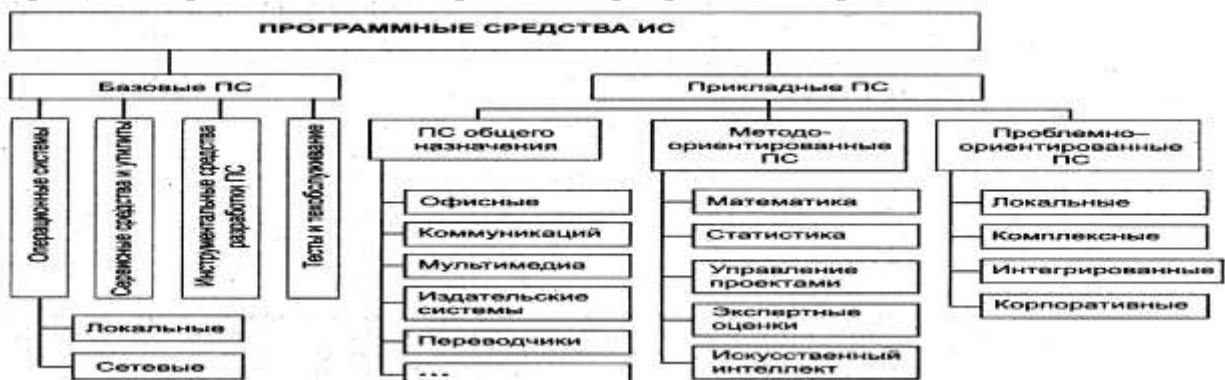 ПРОГРАММНЫЕ СРЕДСТВА ИС
Базовые ПС
Прикладные ПС
Операционные системы
Сервисные средства и утилиты
Инструментальные средства
разработки ПС
Тесты и техобслуживание
Локальные
Сетевые
ПС общего
назначения
Офисные
Коммуникаций
Мультимедиа
Издательские
системы
Переводчики
...
Методо-
ориентированные
ПС
Математика
Статистика
Управление
проектами
Экспертные
оценки
Искусственный
интеллект
Проблемно–
ориентированные
ПС
Локальные
Комплексные
Интегрированные
Корпоративные